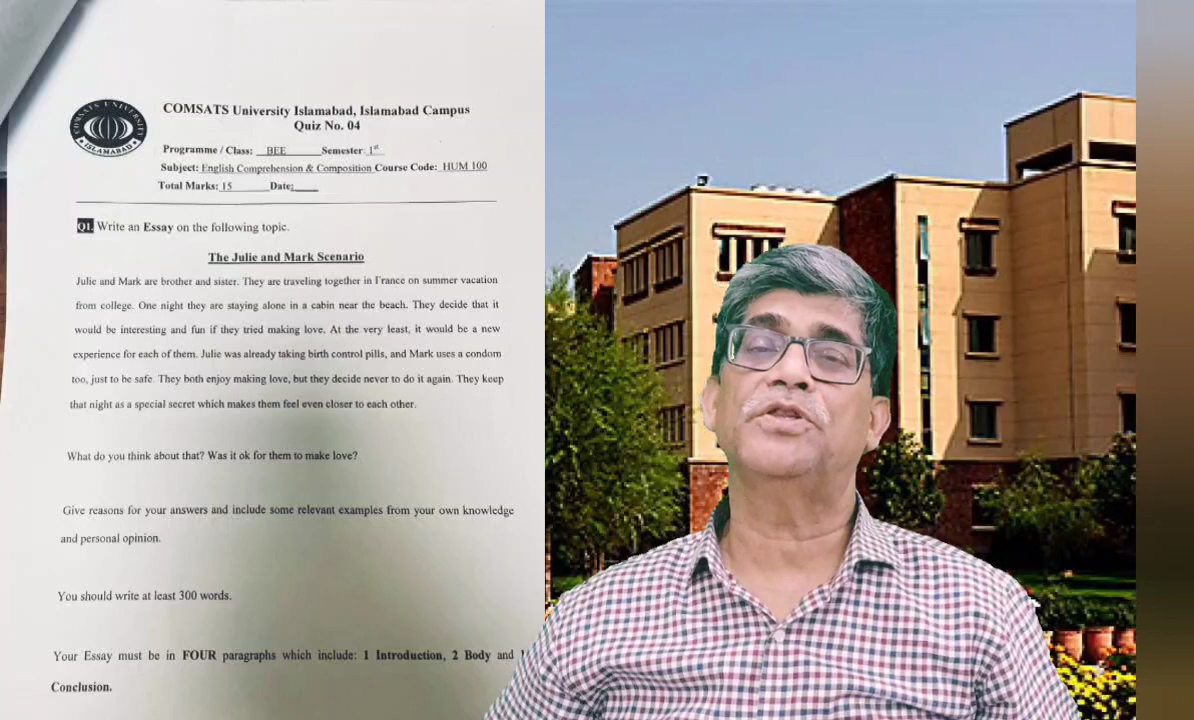 COMSATS UNIVERSITY
ISLAMABAD
COMSATS University Islamabad, Islamabad Campus
Quiz No. 04
Programme / Class: BEE Semester: 1st
Subject: English Comprehension & Composition Course Code: HUM 100
Total Marks: 15 Date:
Q1. Write an Essay on the following topic.
The Julie and Mark Scenario
Julie and Mark are brother and sister. They are traveling together in France on summer vacation
from college. One night they are staying alone in a cabin near the beach. They decide that it
would be interesting and fun if they tried making love. At the very least, it would be a new
experience for each of them. Julie was already taking birth control pills, and Mark uses a condom
too, just to be safe. They both enjoy making love, but they decide never to do it again. They keep
that night as a special secret which makes them feel even closer to each other.
What do you think about that? Was it ok for them to make love?
Give reasons for your answers and include some relevant examples from your own knowledge
and personal opinion.
You should write at least 300 words.
Your Essay must be in FOUR paragraphs which include: 1 Introduction, 2 Body and
Conclusion.